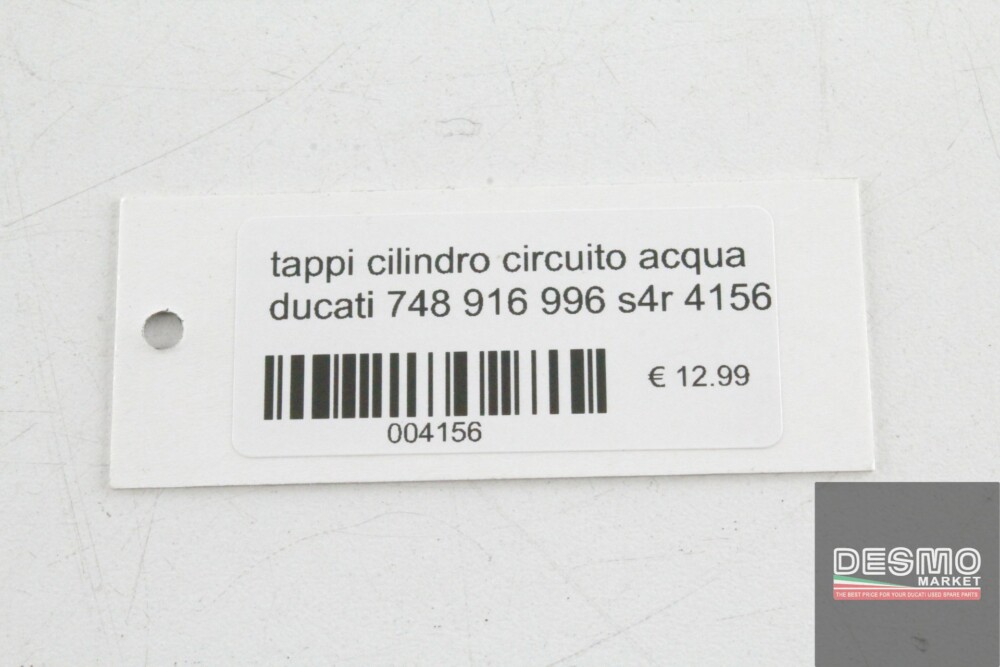 tappi cilindro circuito acqua
ducati 748 916 996 s4r 4156
€ 12.99
004156
DESMO
MARKET
THE BEST PRICE FOR YOUR DUCATI USED SPARE PARTS